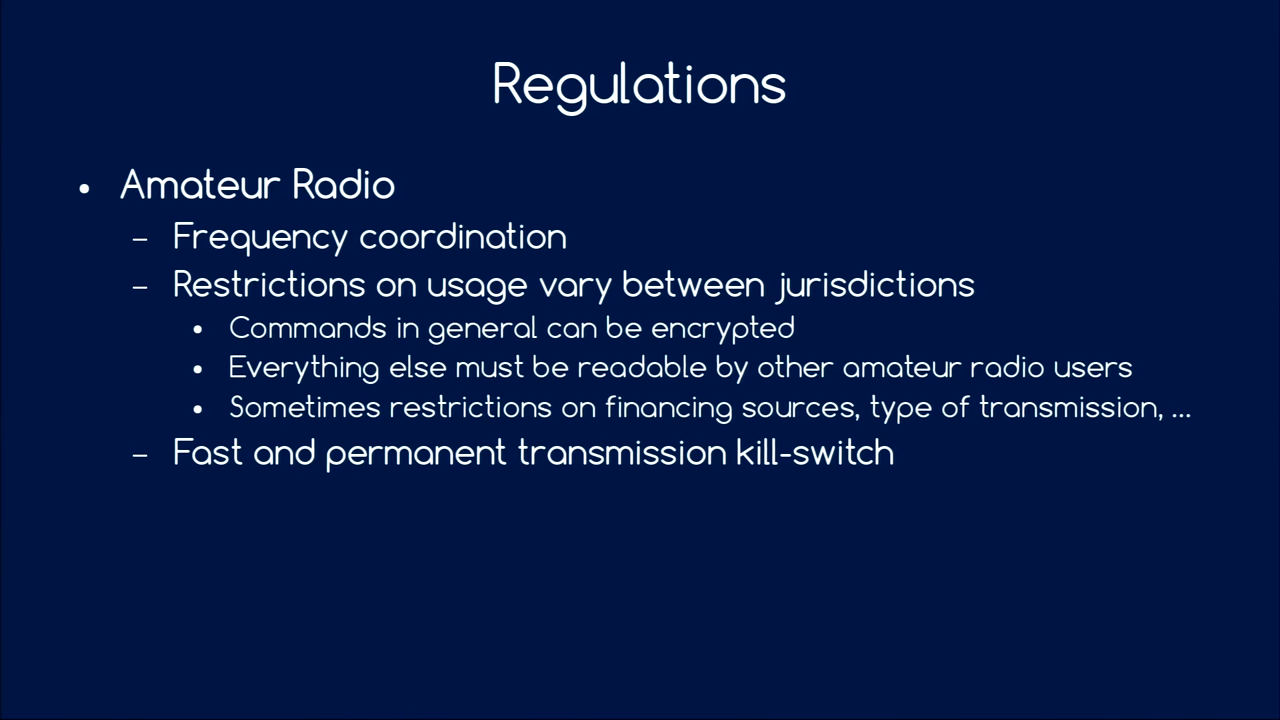 Regulations
• Amateur Radio
– Frequency coordination
– Restrictions on usage vary between jurisdictions
• Commands in general can be encrypted
• Everything else must be readable by other amateur radio users
• Sometimes restrictions on financing sources, type of transmission, ...
– Fast and permanent transmission kill-switch